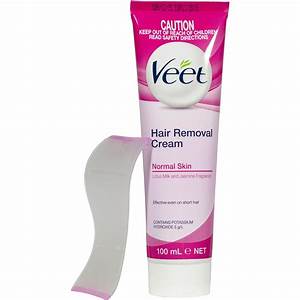 CAUTION
KEEP OUT OF REACH OF CHILDREN
READ SAFETY DIRECTIONS
Veet
Hair Removal
Cream
Normal Skin
Lotus Milk and Jasmine Fragrance
Effective even on short hair
CONTAINS POTASSIUM
HYDROXIDE 5 g/L
100 mL e NET